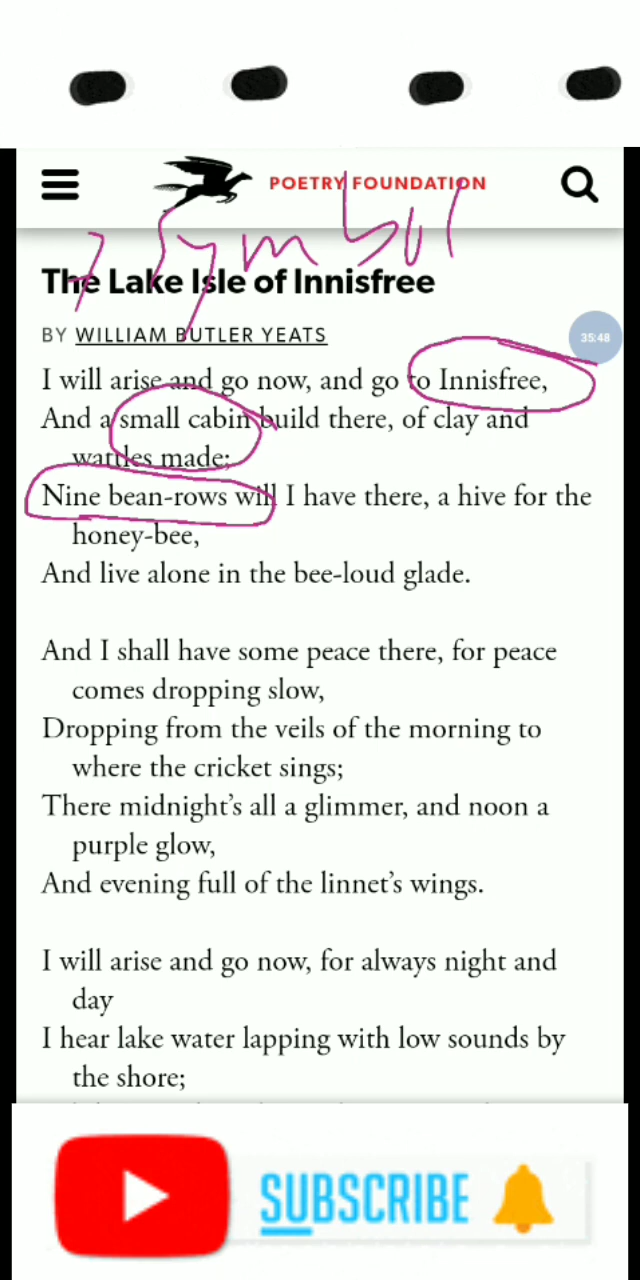 POETRY FOUNDATION
7 Symbol
The Lake Isle of Innisfree
BY WILLIAM BUTLER YEATS
35:48
I will arise and go now, and go to Innisfree,
And a small cabin build there, of clay and
wattles made;
Nine bean-rows will I have there, a hive for the
honey-bee,
And live alone in the bee-loud glade.
And I shall have some peace there, for peace
comes dropping slow,
Dropping from the veils of the morning to
where the cricket sings;
There midnight’s all a glimmer, and noon a
purple glow,
And evening full of the linnet’s wings.
I will arise and go now, for always night and
day
I hear lake water lapping with low sounds by
the shore;
SUBSCRIBE